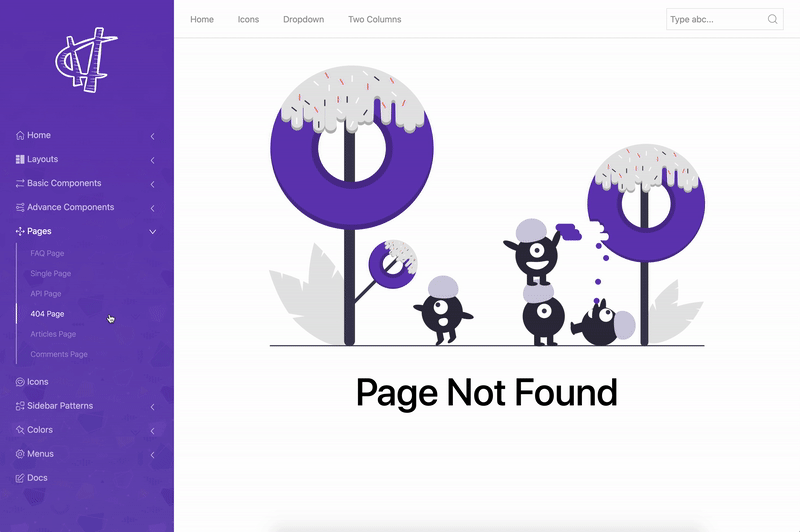 Home
Icons
Dropdown
Two Columns
Type abc...
Home
Layouts
Basic Components
Advance Components
Pages
FAQ Page
Single Page
API Page
404 Page
Articles Page
Comments Page
Icons
Sidebar Patterns
Colors
Menus
Docs
Page Not Found